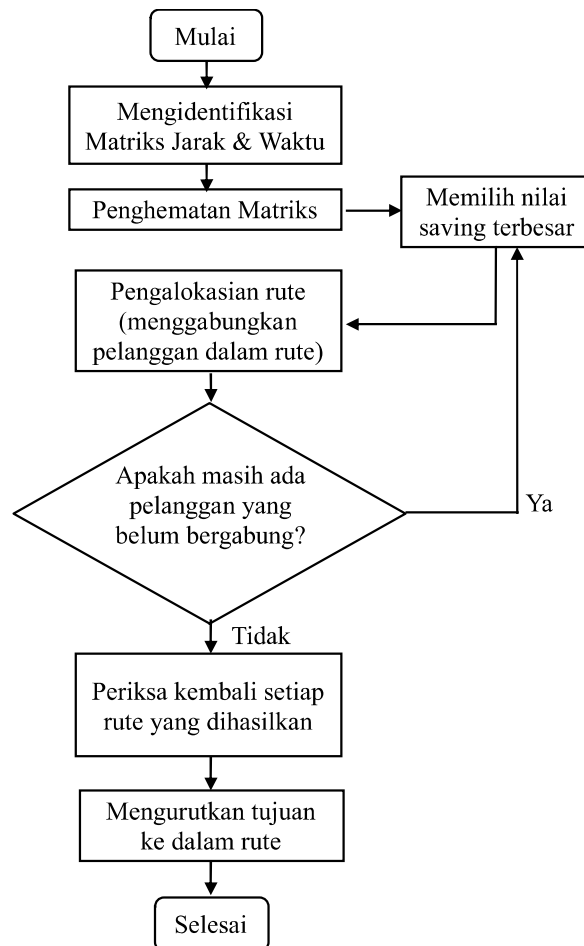 Mulai
Mengidentifikasi
Matriks Jarak & Waktu
Penghematan Matriks
Memilih nilai
saving terbesar
Pengalokasian rute
(menggabungkan
pelanggan dalam rute)
Apakah masih ada
pelanggan yang
belum bergabung?
Ya
Tidak
Periksa kembali setiap
rute yang dihasilkan
Mengurutkan tujuan
ke dalam rute
Selesai